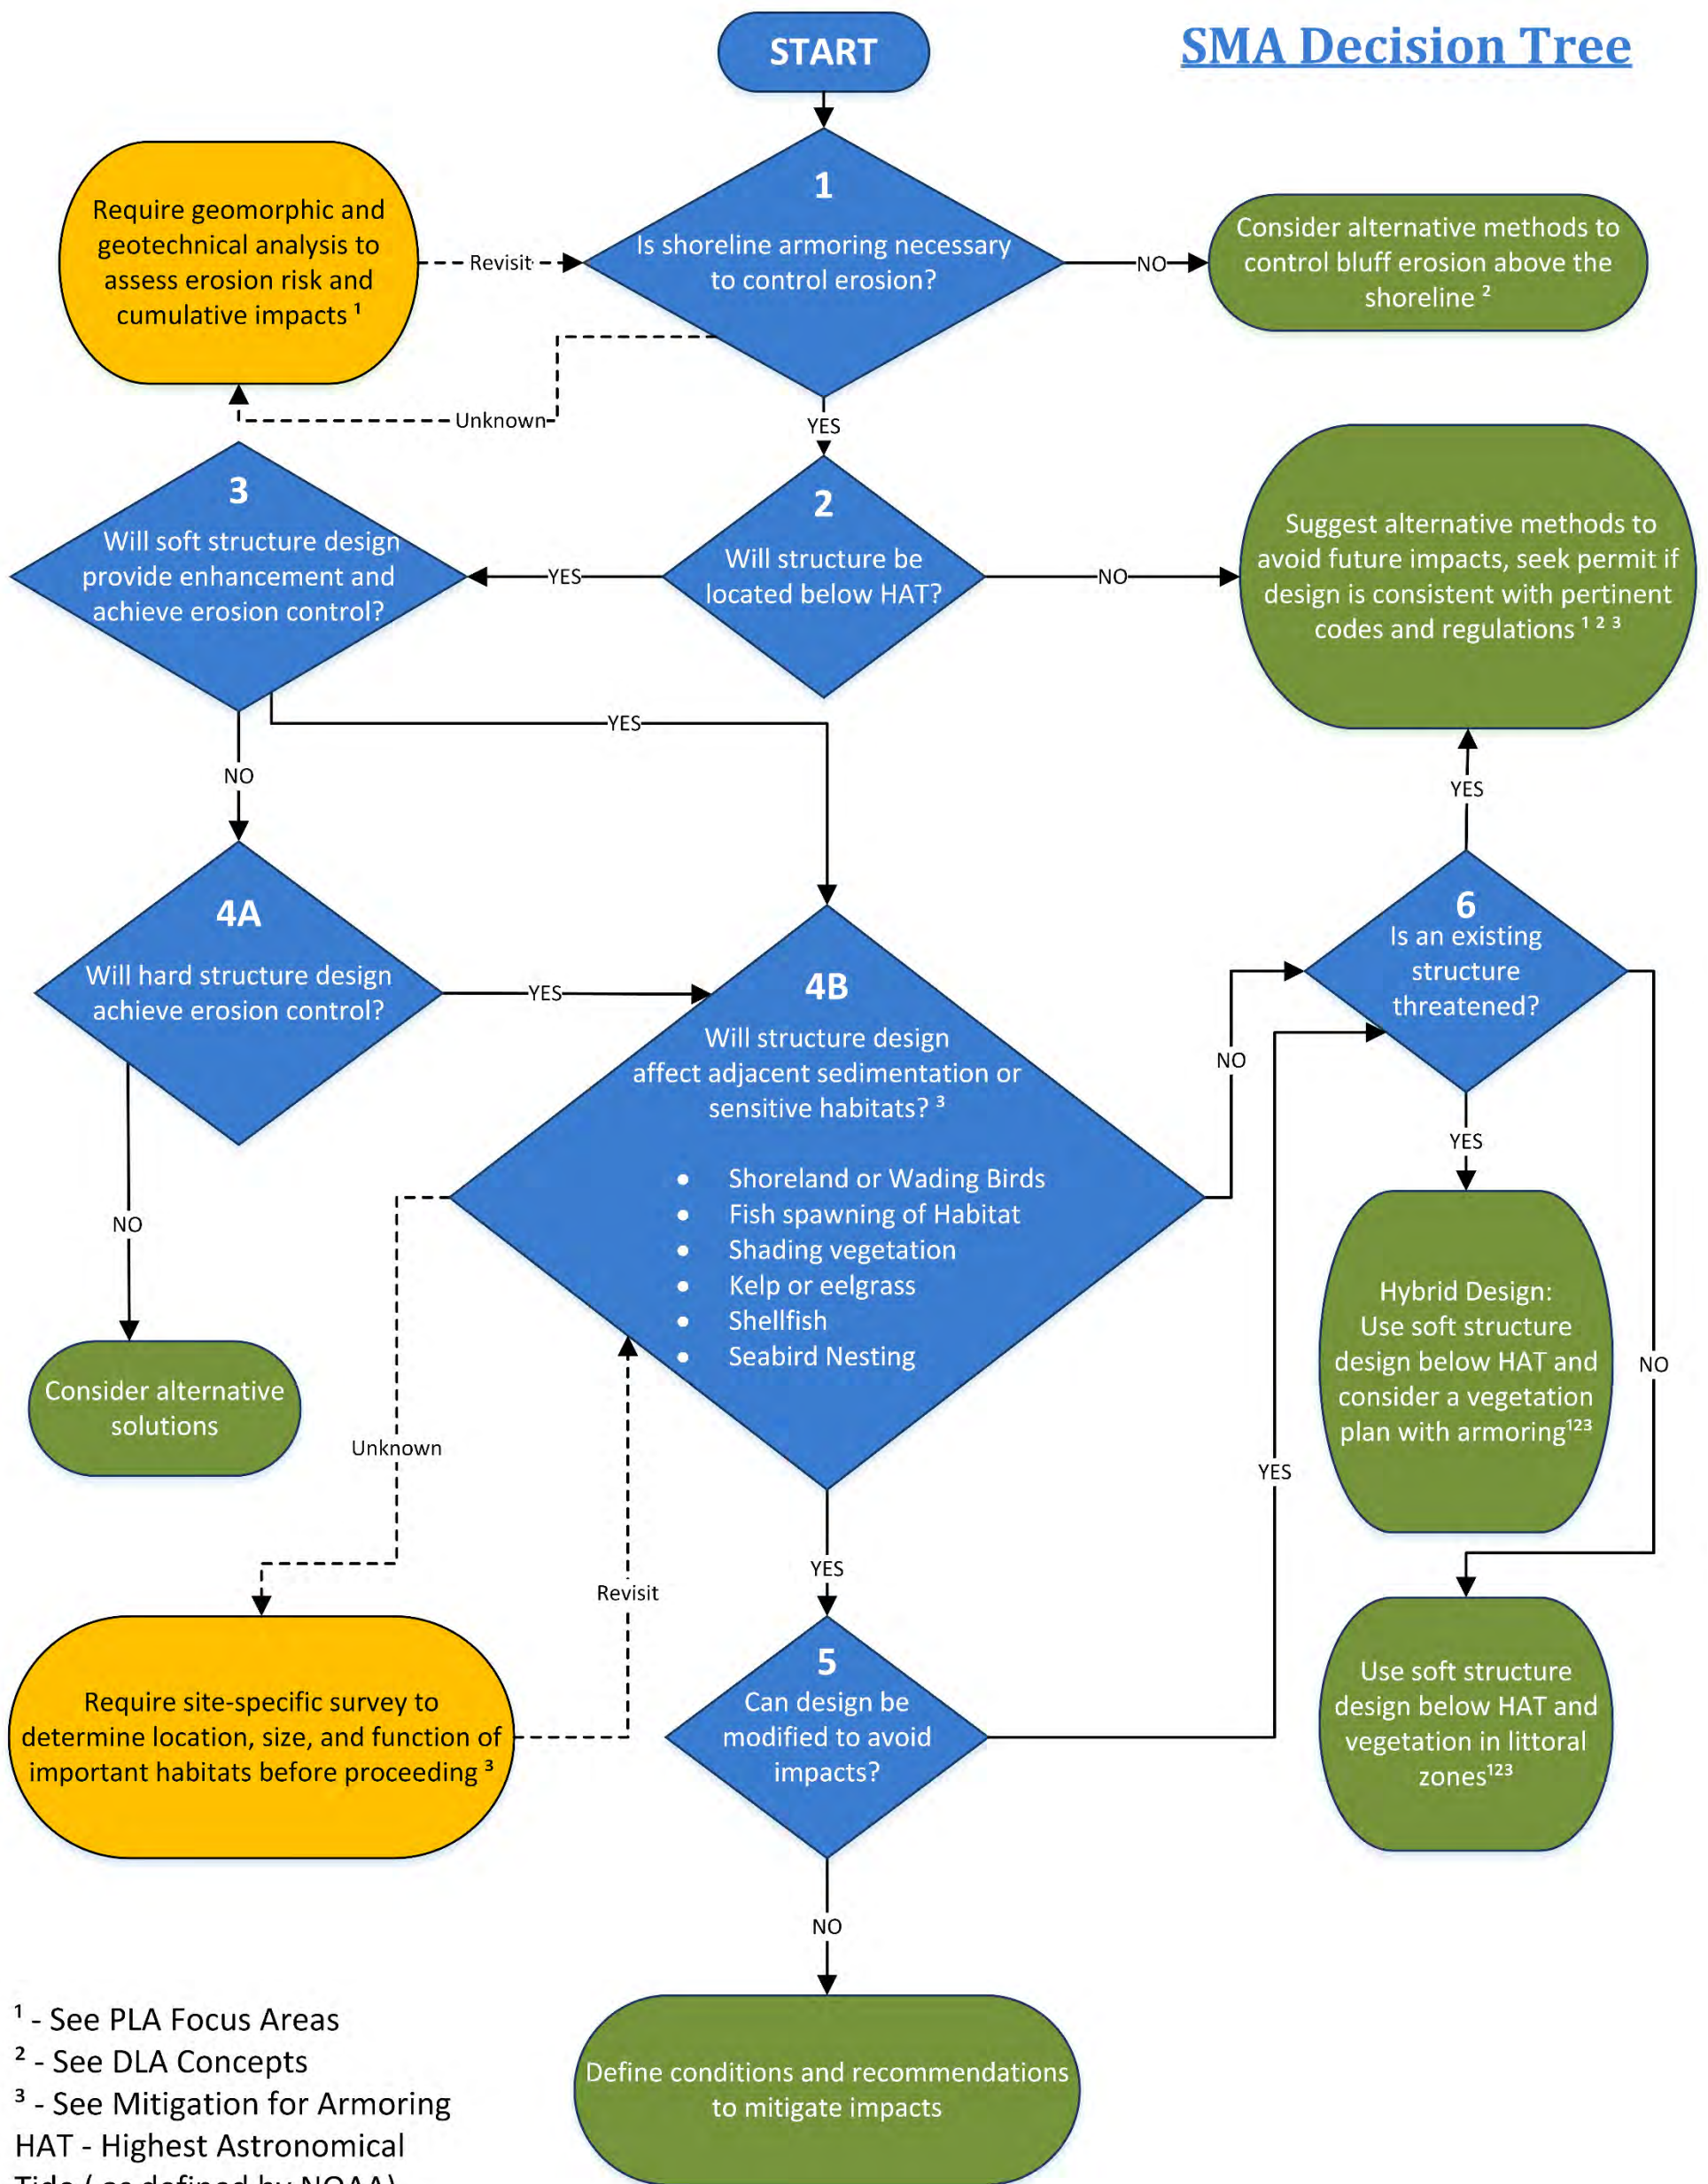 SMA Decision Tree
START
1
Is shoreline armoring necessary
to control erosion?
Require geomorphic and
geotechnical analysis to
assess erosion risk and
cumulative impacts ¹
Revisit
NO
Consider alternative methods to
control bluff erosion above the
shoreline ²
Unknown
YES
2
Will structure be
located below HAT?
3
Will soft structure design
provide enhancement and
achieve erosion control?
YES
NO
Suggest alternative methods to
avoid future impacts, seek permit if
design is consistent with pertinent
codes and regulations ¹ ² ³
YES
NO
YES
4A
Will hard structure design
achieve erosion control?
YES
4B
Will structure design
affect adjacent sedimentation or
sensitive habitats? ³
• Shoreland or Wading Birds
• Fish spawning of Habitat
• Shading vegetation
• Kelp or eelgrass
• Shellfish
• Seabird Nesting
NO
6
Is an existing
structure
threatened?
YES
NO
Hybrid Design:
Use soft structure
design below HAT and
consider a vegetation
plan with armoring¹²³
NO
Consider alternative
solutions
Unknown
YES
YES
Revisit
Require site-specific survey to
determine location, size, and function of
important habitats before proceeding ³
5
Can design be
modified to avoid
impacts?
Use soft structure
design below HAT and
vegetation in littoral
zones¹²³
NO
Define conditions and recommendations
to mitigate impacts
¹ - See PLA Focus Areas
² - See DLA Concepts
³ - See Mitigation for Armoring
HAT - Highest Astronomical
Tide ( as defined by NOAA)